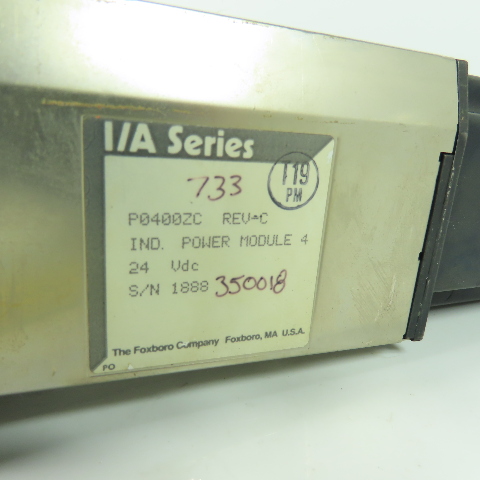 I/A Series
733
T19
PM
P0400ZC REV=C
IND. POWER MODULE 4
24 Vdc
S/N 1888 350018
The Foxboro Company Foxboro, MA U.S.A.
PO